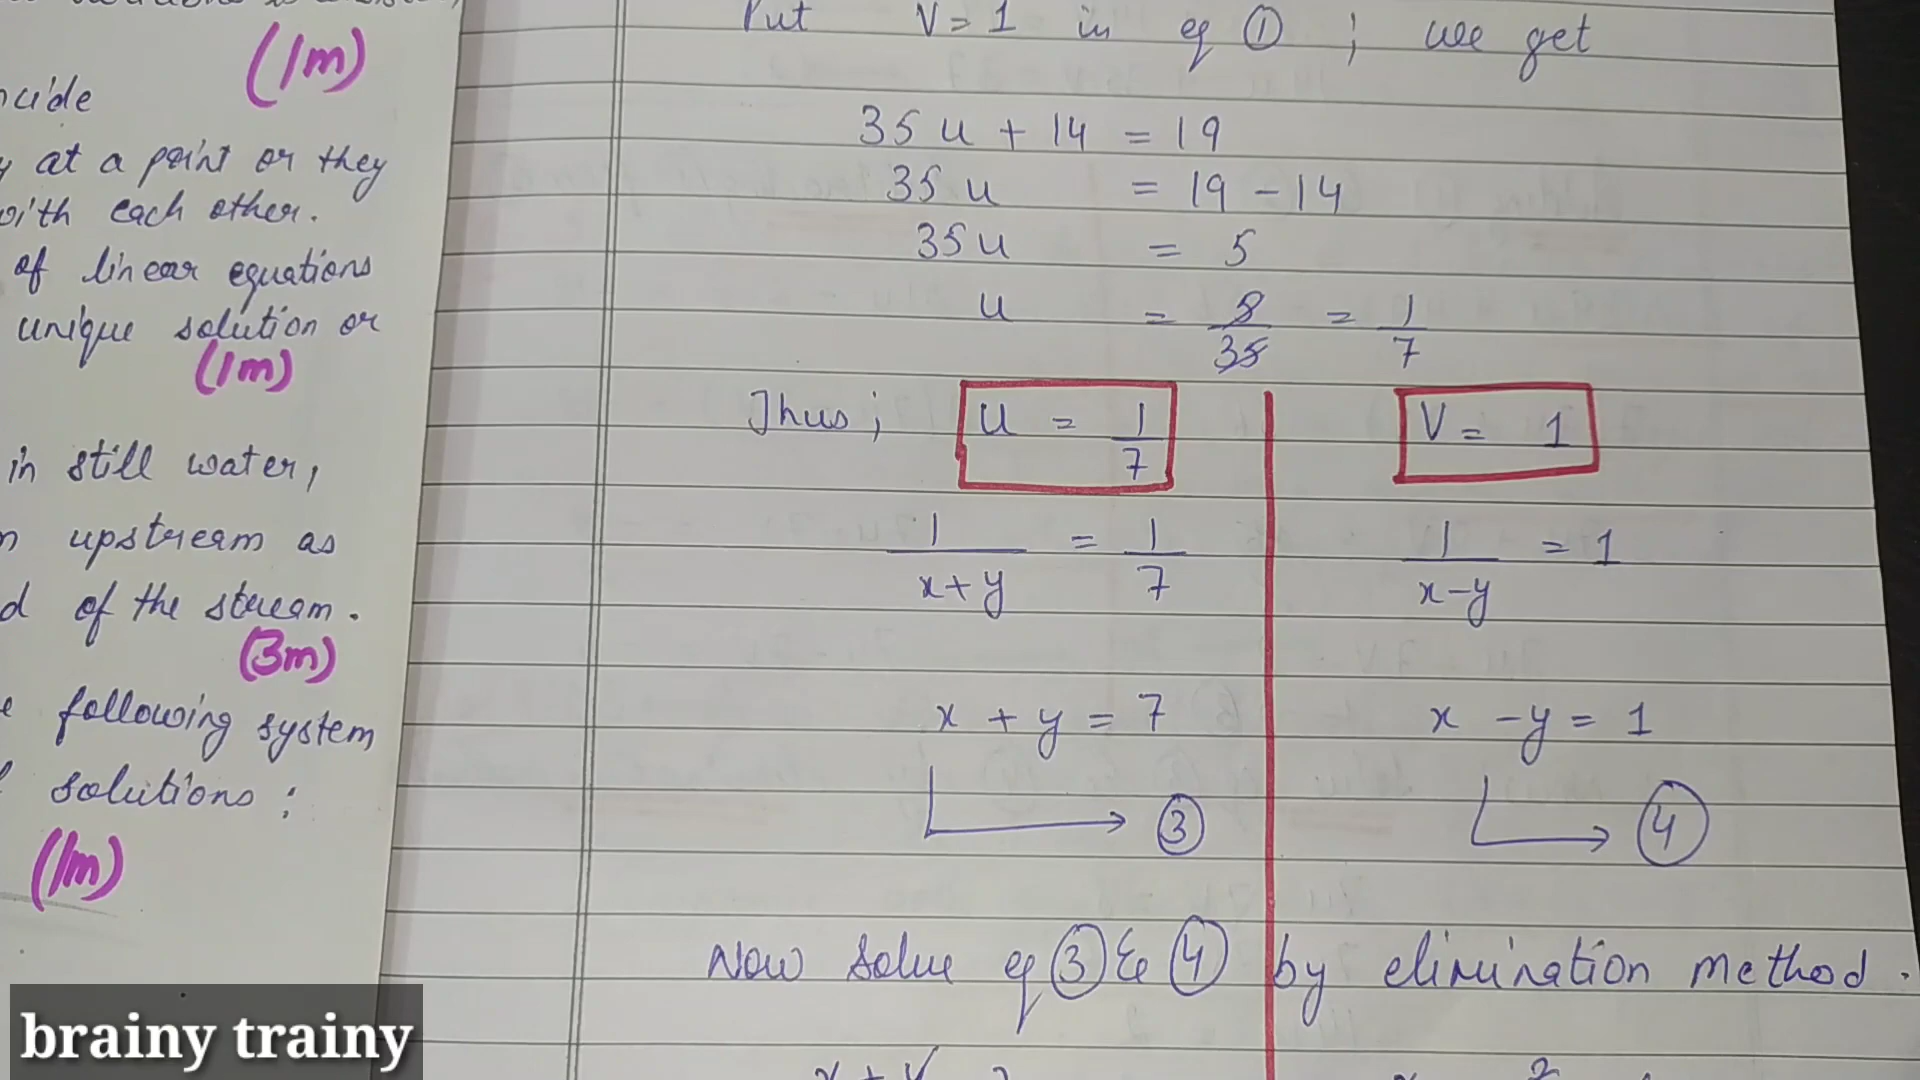 (1m)
at a point or they
with each other.
of linear equations
unique solution or
(1m)
in still water,
upstream as
of the stream.
(3m)
following system
solutions :
(1m)
Put V = 1 in eq ① ; we get
35 u + 14 = 19
35 u = 19 - 14
35 u = 5
u = 5/35 = 1/7
Thus ; u = 1/7 V = 1
1/(x+y) = 1/7 1/(x-y) = 1
x + y = 7 x - y = 1
→ ③ → ④
Now solve eq ③ & ④ by elimination method.
brainy trainy